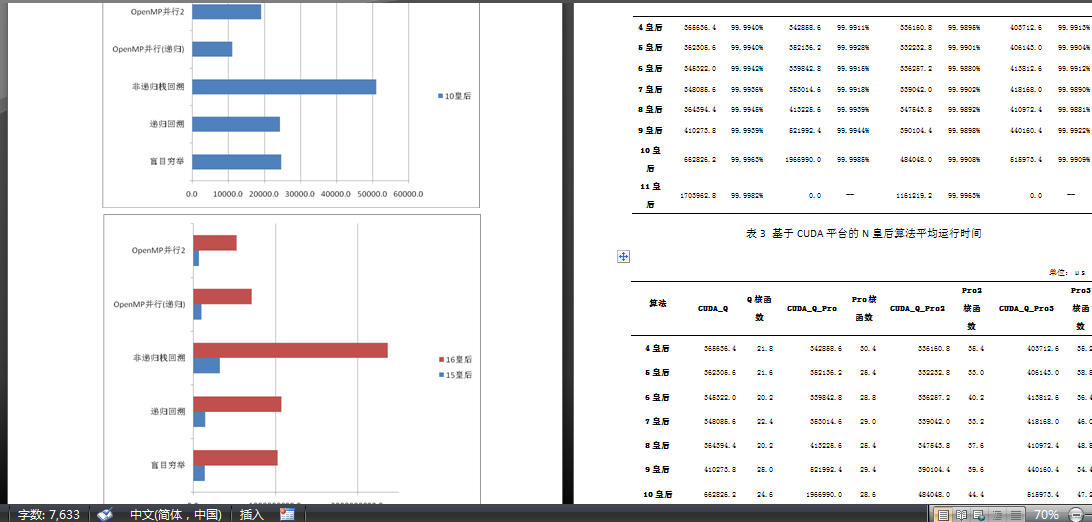 OpenMP并行2
OpenMP并行(递归)
非递归栈回溯
递归回溯
盲目穷举
0.0 10000.0 20000.0 30000.0 40000.0 50000.0 60000.0
10皇后
OpenMP并行2
OpenMP并行(递归)
非递归栈回溯
递归回溯
盲目穷举
16皇后
15皇后
4 皇后 365636.4 99.9940% 342858.6 99.9911% 336160.8 99.9895% 403712.6 99.9913%
5 皇后 362305.6 99.9940% 352136.2 99.9928% 332232.8 99.9901% 406143.0 99.9904%
6 皇后 345322.0 99.9942% 339842.8 99.9915% 336257.2 99.9880% 413812.6 99.9912%
7 皇后 348085.6 99.9936% 353014.6 99.9918% 339042.0 99.9902% 418168.0 99.9890%
8 皇后 364394.4 99.9945% 413225.6 99.9939% 347543.8 99.9892% 410972.4 99.9881%
9 皇后 410273.8 99.9939% 521992.4 99.9944% 390104.4 99.9898% 440160.4 99.9922%
10 皇
后 662826.2 99.9963% 1966990.0 99.9985% 484048.0 99.9908% 515973.4 99.9909%
11 皇
后 1703962.8 99.9982% 0.0 -- 1161219.2 99.9963% 0.0 --
表 3 基于 CUDA 平台的 N 皇后算法平均运行时间
单位: us
算法 CUDA_Q Q 核函数 CUDA_Q_Pro Pro 核函数 CUDA_Q_Pro2 Pro2 核函数 CUDA_Q_Pro3 Pro3 核函数
4 皇后 365636.4 21.8 342858.6 30.4 336160.8 35.4 403712.6 35.2
5 皇后 362305.6 21.6 352136.2 25.4 332232.8 33.0 406143.0 38.8
6 皇后 345322.0 20.2 339842.8 28.8 336257.2 40.2 413812.6 36.4
7 皇后 348085.6 22.4 353014.6 29.0 339042.0 33.2 418168.0 46.0
8 皇后 364394.4 20.2 413225.6 25.4 347543.8 37.6 410972.4 48.8
9 皇后 410273.8 25.0 521992.4 29.4 390104.4 39.6 440160.4 34.4
10 皇后 662826.2 24.6 1966990.0 28.6 484048.0 44.4 515973.4 47.2
字数: 7,633 中文(简体，中国) 插入 70%